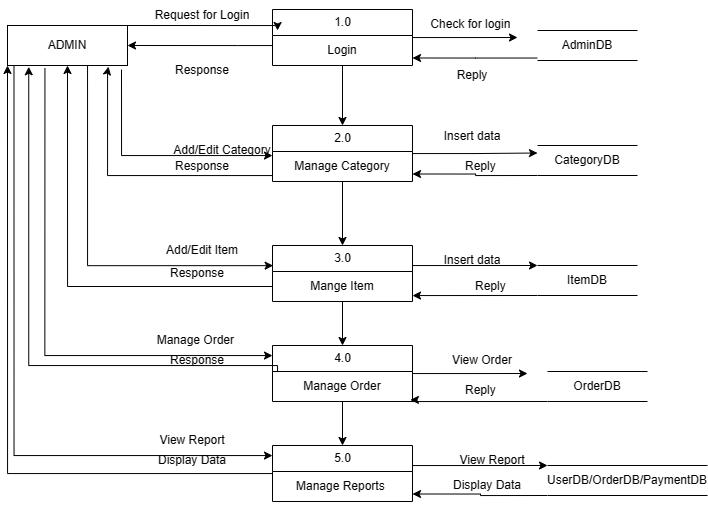 Request for Login
1.0
Check for login
ADMIN
Login
AdminDB
Response
Reply
2.0
Insert data
Add/Edit Category
CategoryDB
Response
Manage Category
Reply
Add/Edit Item
3.0
Insert data
Response
Mange Item
ItemDB
Reply
Manage Order
4.0
View Order
Response
Manage Order
OrderDB
Reply
View Report
5.0
View Report
Display Data
Manage Reports
UserDB/OrderDB/PaymentDB
Display Data